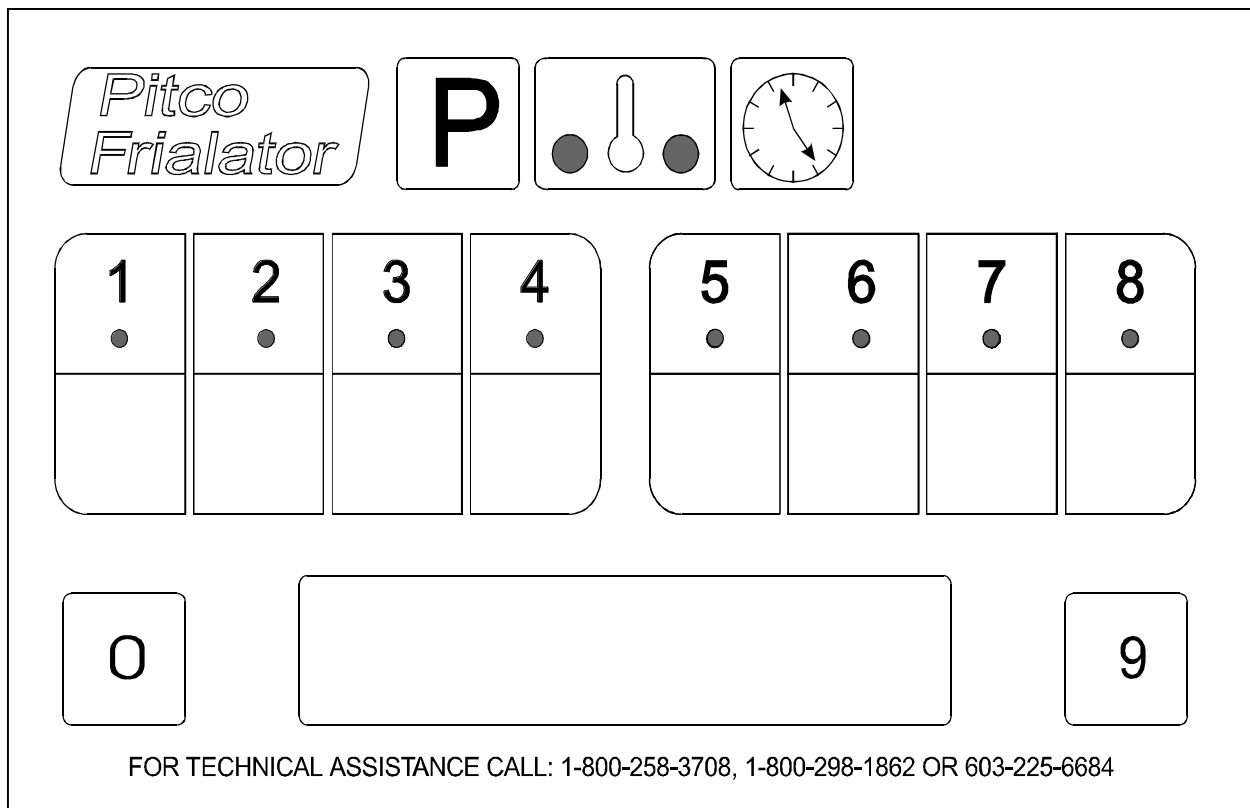 Pitco
Frialator
P
1 2 3 4 5 6 7 8
0 9
FOR TECHNICAL ASSISTANCE CALL: 1-800-258-3708, 1-800-298-1862 OR 603-225-6684